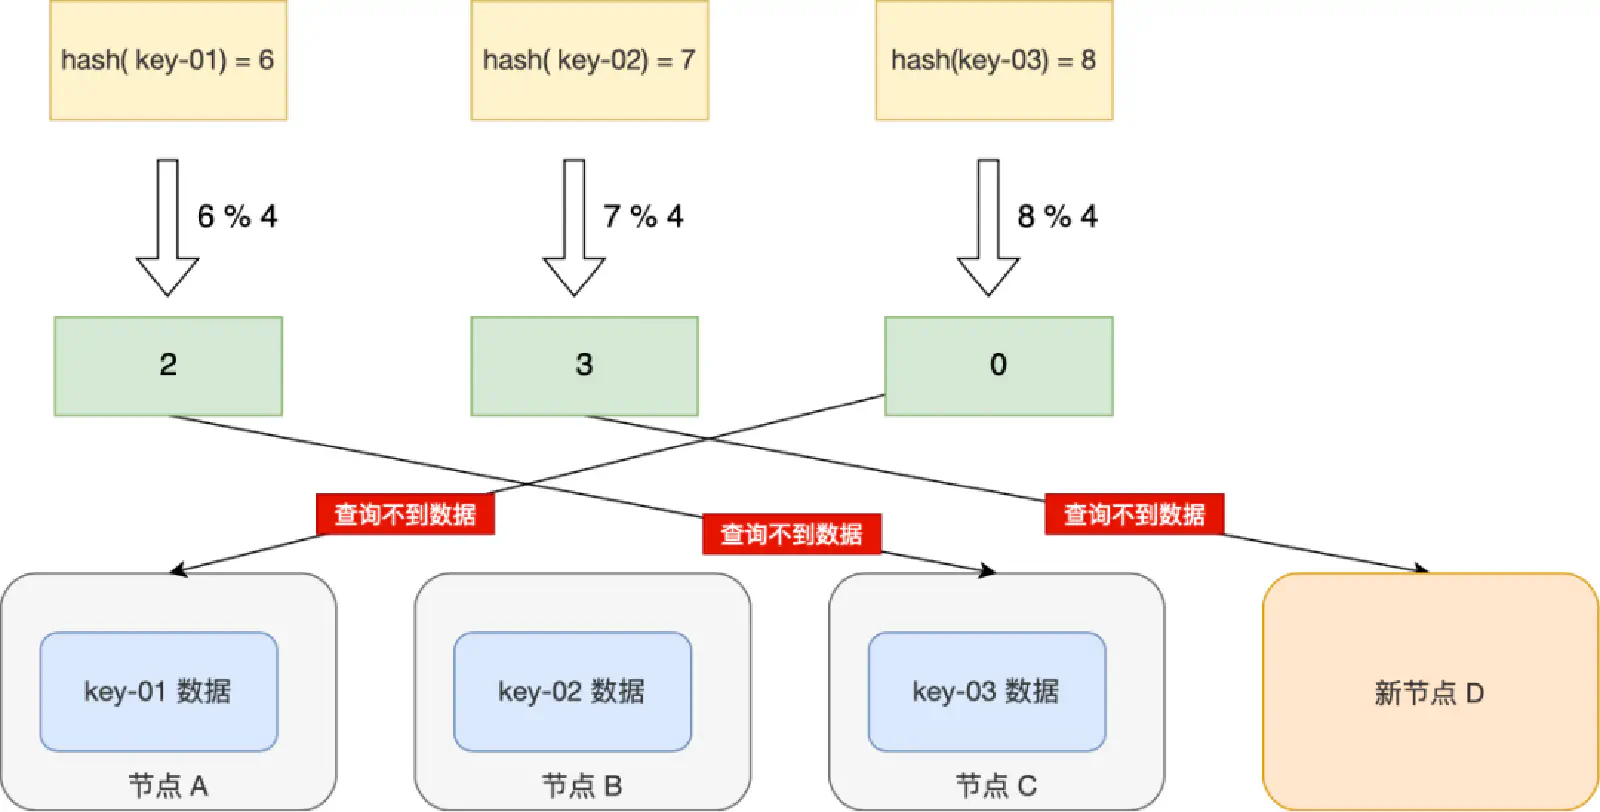 hash( key-01) = 6
hash( key-02) = 7
hash(key-03) = 8
6 % 4
7 % 4
8 % 4
2
3
0
查询不到数据
查询不到数据
查询不到数据
key-01 数据
key-02 数据
key-03 数据
新节点 D
节点 A
节点 B
节点 C